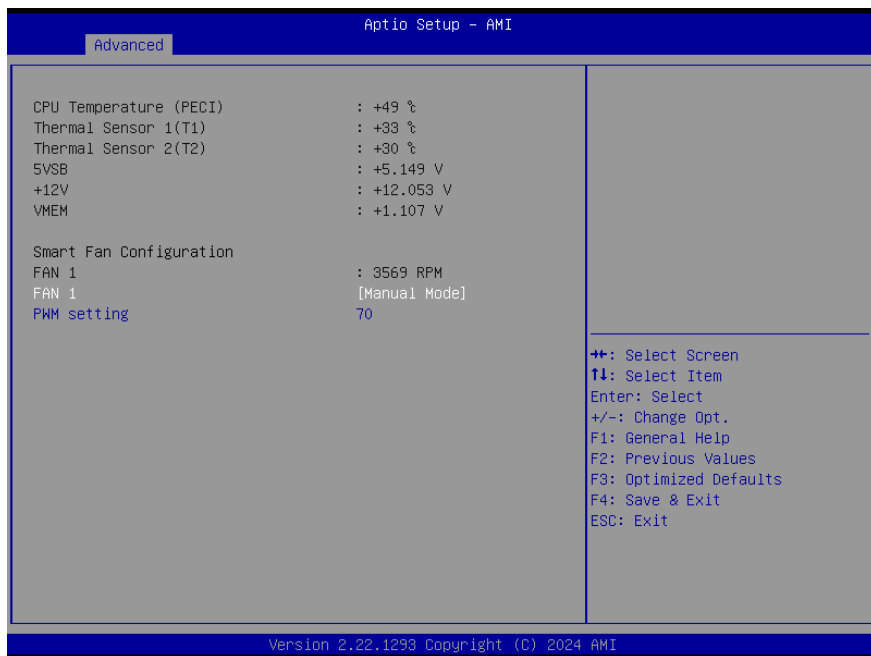 Aptio Setup - AMI
Advanced
CPU Temperature (PECI) : +49 ℃
Thermal Sensor 1(T1) : +33 ℃
Thermal Sensor 2(T2) : +30 ℃
5VSB : +5.149 V
+12V : +12.053 V
VMEM : +1.107 V
Smart Fan Configuration
FAN 1 : 3569 RPM
FAN 1 [Manual Mode]
PWM setting 70
→←: Select Screen
↑↓: Select Item
Enter: Select
+/-: Change Opt.
F1: General Help
F2: Previous Values
F3: Optimized Defaults
F4: Save & Exit
ESC: Exit
Version 2.22.1293 Copyright (C) 2024 AMI